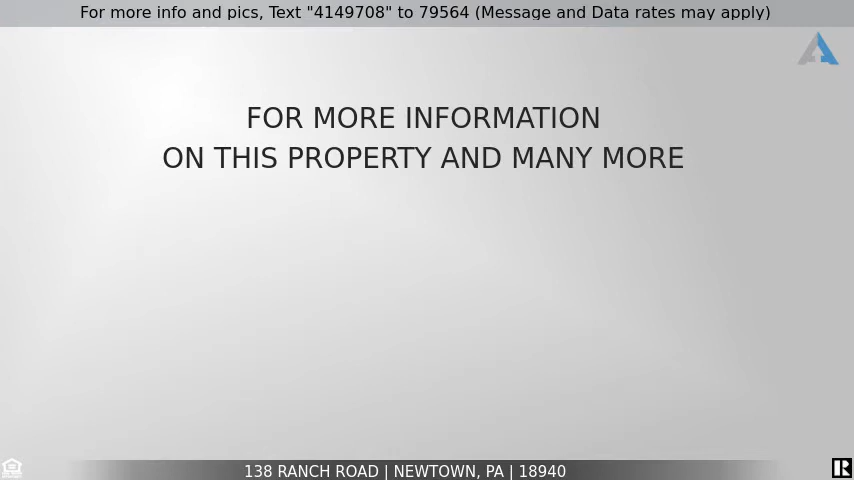 For more info and pics, Text "4149708" to 79564 (Message and Data rates may apply)
FOR MORE INFORMATION
ON THIS PROPERTY AND MANY MORE
138 RANCH ROAD | NEWTOWN, PA | 18940